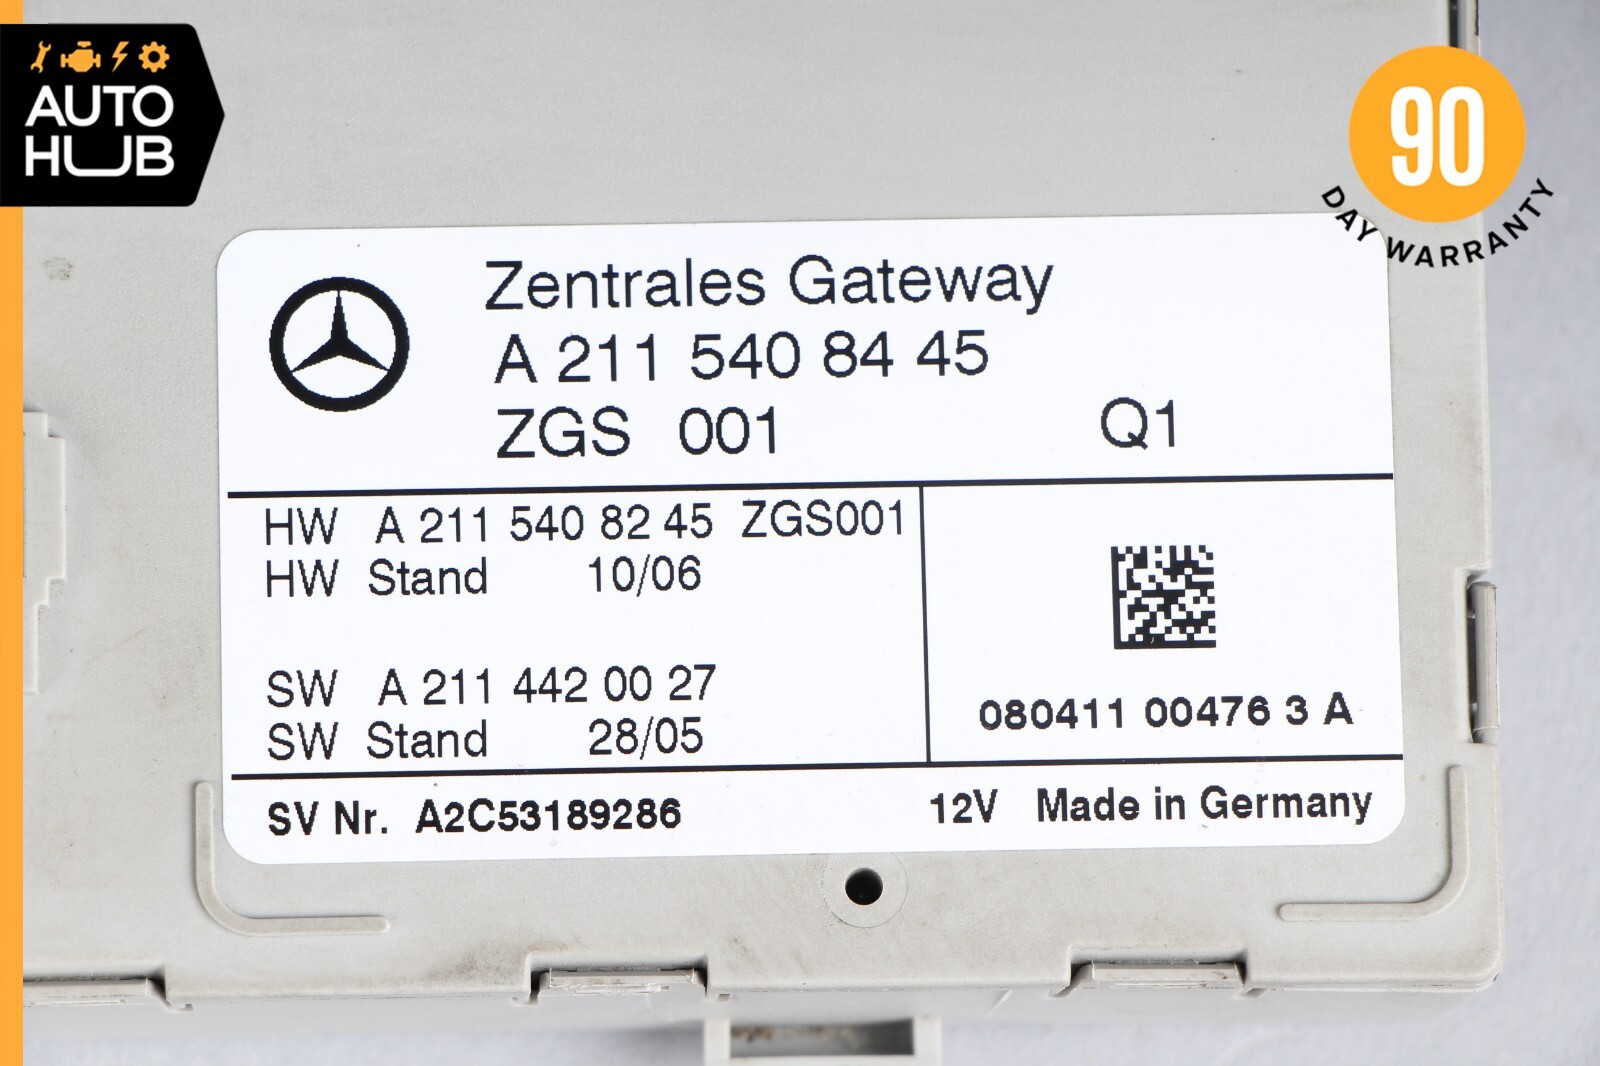 AUTO
HUB
90
DAY WARRANTY
Zentrales Gateway
A 211 540 84 45
ZGS 001 Q1
HW A 211 540 82 45 ZGS001
HW Stand 10/06
SW A 211 442 00 27
SW Stand 28/05
080411 00476 3 A
SV Nr. A2C53189286 12V Made in Germany